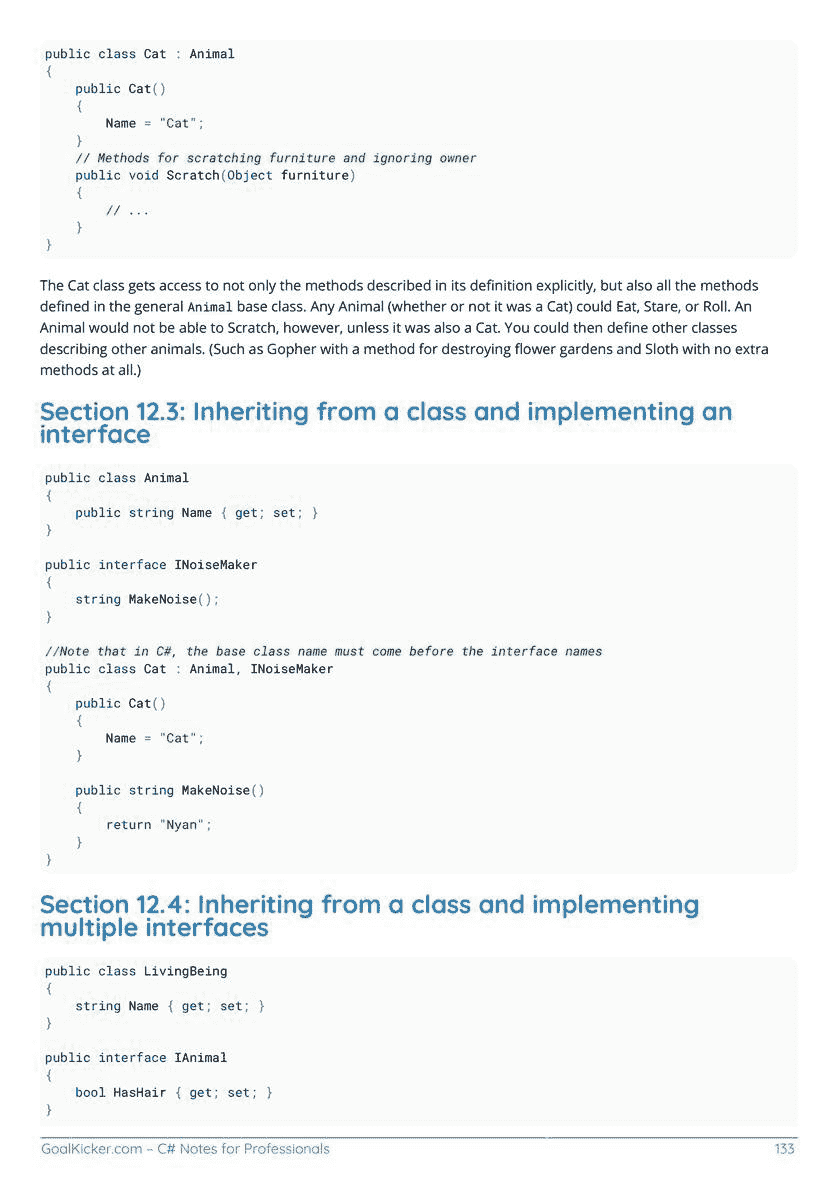 public class Cat : Animal
{
    public Cat()
    {
        Name = "Cat";
    }
    // Methods for scratching furniture and ignoring owner
    public void Scratch(Object furniture)
    {
        // ...
    }
}
The Cat class gets access to not only the methods described in its definition explicitly, but also all the methods
defined in the general Animal base class. Any Animal (whether or not it was a Cat) could Eat, Stare, or Roll. An
Animal would not be able to Scratch, however, unless it was also a Cat. You could then define other classes
describing other animals. (Such as Gopher with a method for destroying flower gardens and Sloth with no extra
methods at all.)
Section 12.3: Inheriting from a class and implementing an
interface
public class Animal
{
    public string Name { get; set; }
}
public interface INoiseMaker
{
    string MakeNoise();
}
//Note that in C#, the base class name must come before the interface names
public class Cat : Animal, INoiseMaker
{
    public Cat()
    {
        Name = "Cat";
    }
    public string MakeNoise()
    {
        return "Nyan";
    }
}
Section 12.4: Inheriting from a class and implementing
multiple interfaces
public class LivingBeing
{
    string Name { get; set; }
}
public interface IAnimal
{
    bool HasHair { get; set; }
}
GoalKicker.com – C# Notes for Professionals 133